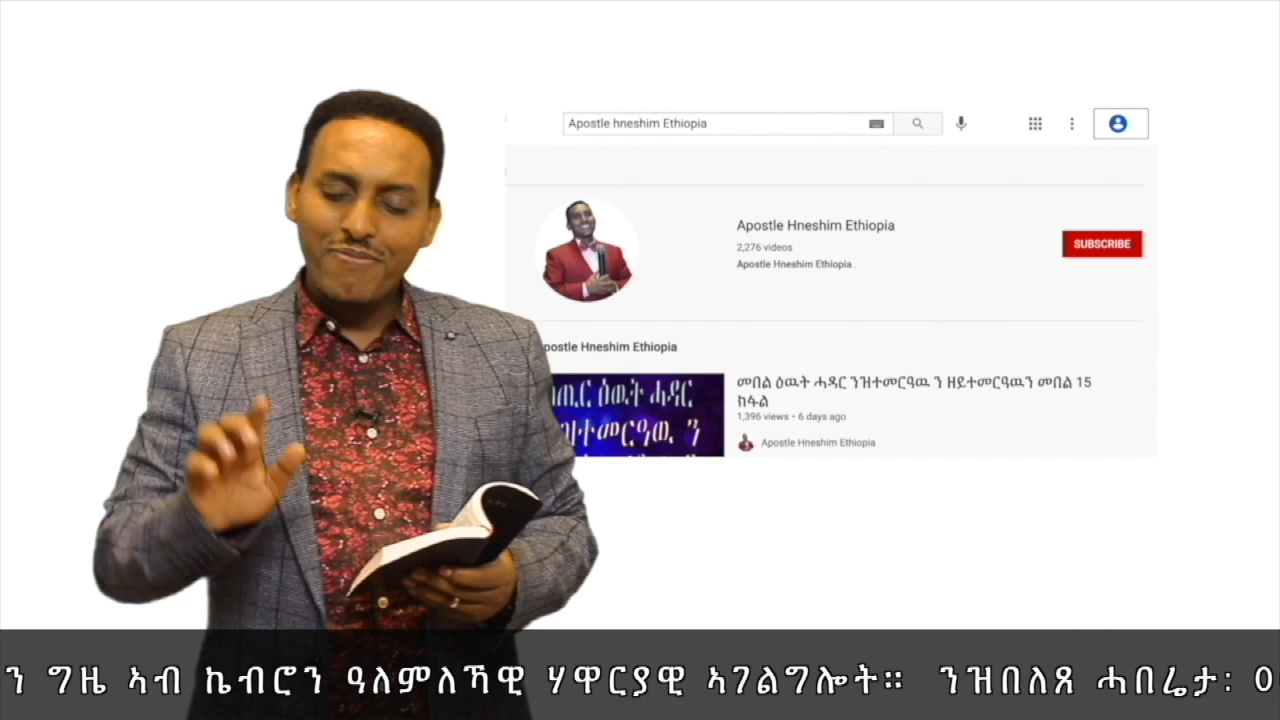 Apostle hneshim Ethiopia
Apostle Hneshim Ethiopia
2,276 videos
Apostle Hneshim Ethiopia .
SUBSCRIBE
postle Hneshim Ethiopia
ዕዉት ሓዳር
መበል ዕዉት ሓዳር ንዝተመርዓዉ ን ዘይተመርዓዉን መበል 15
ክፋል
1,396 views • 6 days ago
Apostle Hneshim Ethiopia
ን ግዜ ኣብ ኬብሮን ዓለምለኻዊ ሃዋርያዊ ኣገልግሎት። ንዝበለጸ ሓበሬታ: 0